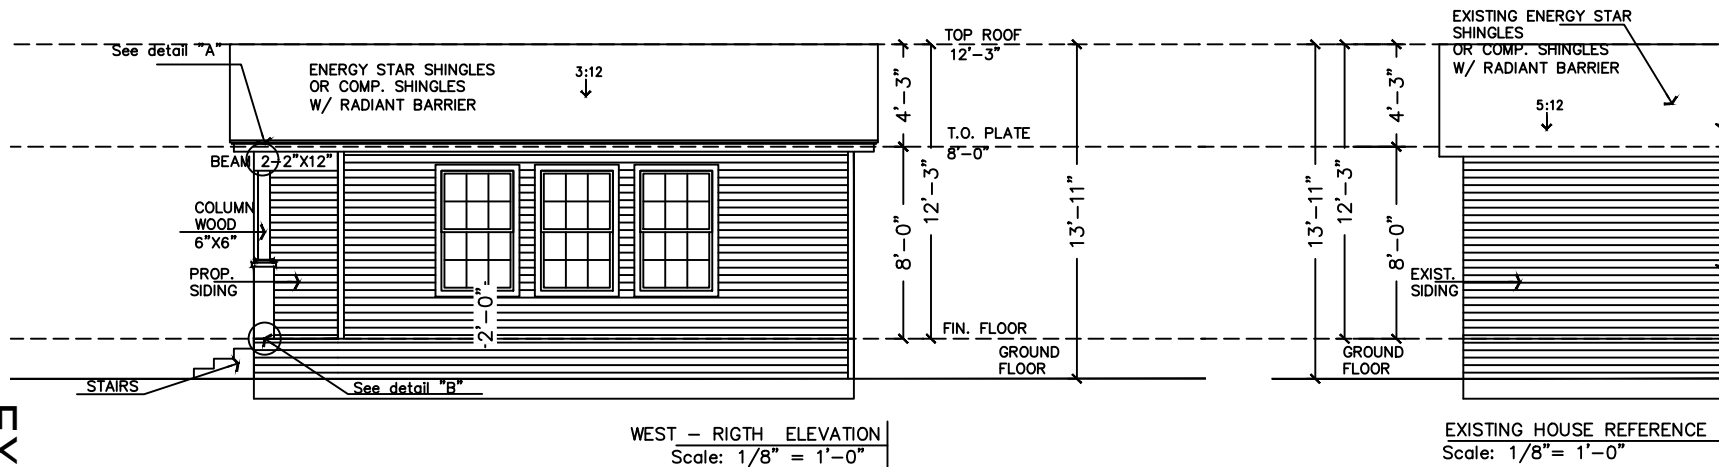 See detail "A"
ENERGY STAR SHINGLES
OR COMP. SHINGLES
W/ RADIANT BARRIER
3:12
TOP ROOF
12'-3"
4'-3"
T.O. PLATE
8'-0"
BEAM 2-2"X12"
COLUMN
WOOD
6"X6"
PROP.
SIDING
2'-0"
8'-0"
12'-3"
13'-11"
FIN. FLOOR
GROUND
FLOOR
STAIRS
See detail "B"
WEST - RIGTH ELEVATION
Scale: 1/8" = 1'-0"
EXISTING ENERGY STAR
SHINGLES
OR COMP. SHINGLES
W/ RADIANT BARRIER
5:12
4'-3"
13'-11"
12'-3"
8'-0"
EXIST.
SIDING
GROUND
FLOOR
EXISTING HOUSE REFERENCE
Scale: 1/8"= 1'-0"